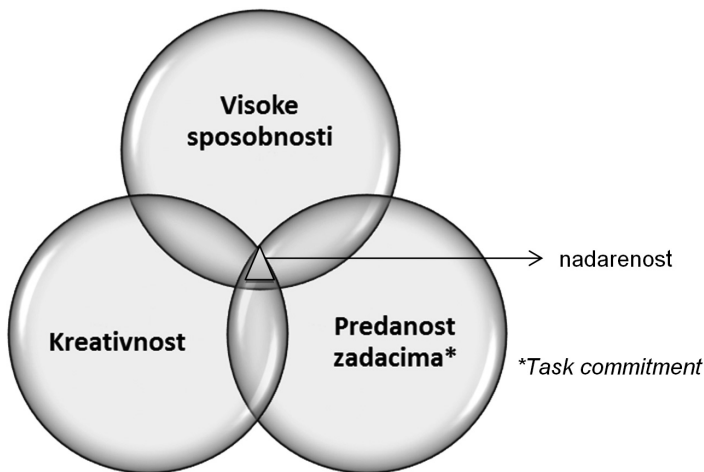 Visoke
sposobnosti
nadarenost
Kreativnost
Predanost
zadacima*
*Task commitment